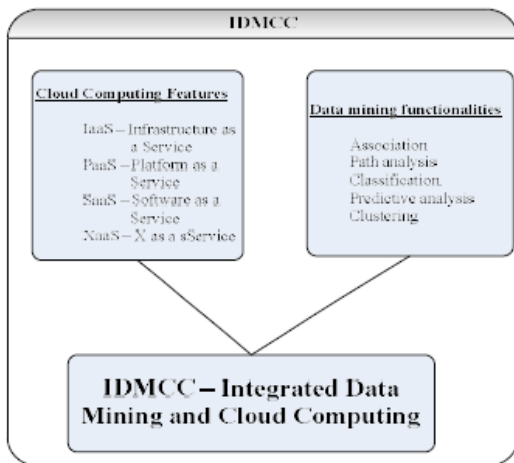 IDMCC
Cloud Computing Features
IaaS – Infrastructure as
a Service
PaaS – Platform as a
Service
SaaS – Software as a
Service
XaaS – X as a sService
Data mining functionalities
Association
Path analysis
Classification
Predictive analysis
Clustering
IDMCC – Integrated Data
Mining and Cloud Computing